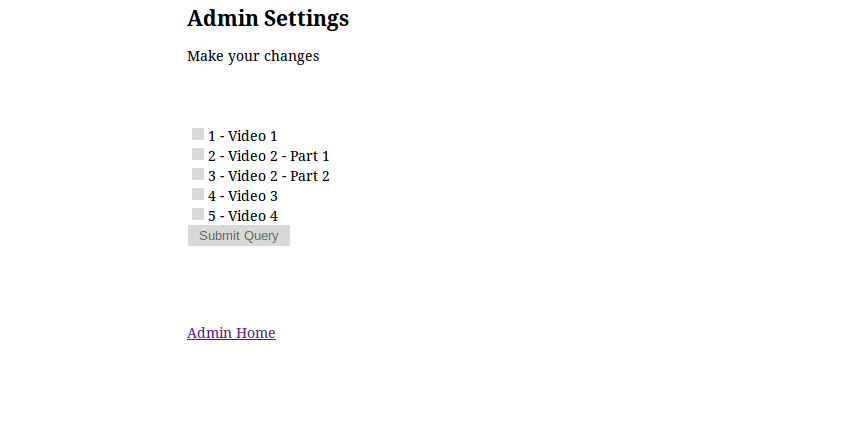 Admin Settings
Make your changes
1 - Video 1
2 - Video 2 - Part 1
3 - Video 2 - Part 2
4 - Video 3
5 - Video 4
Submit Query
Admin Home